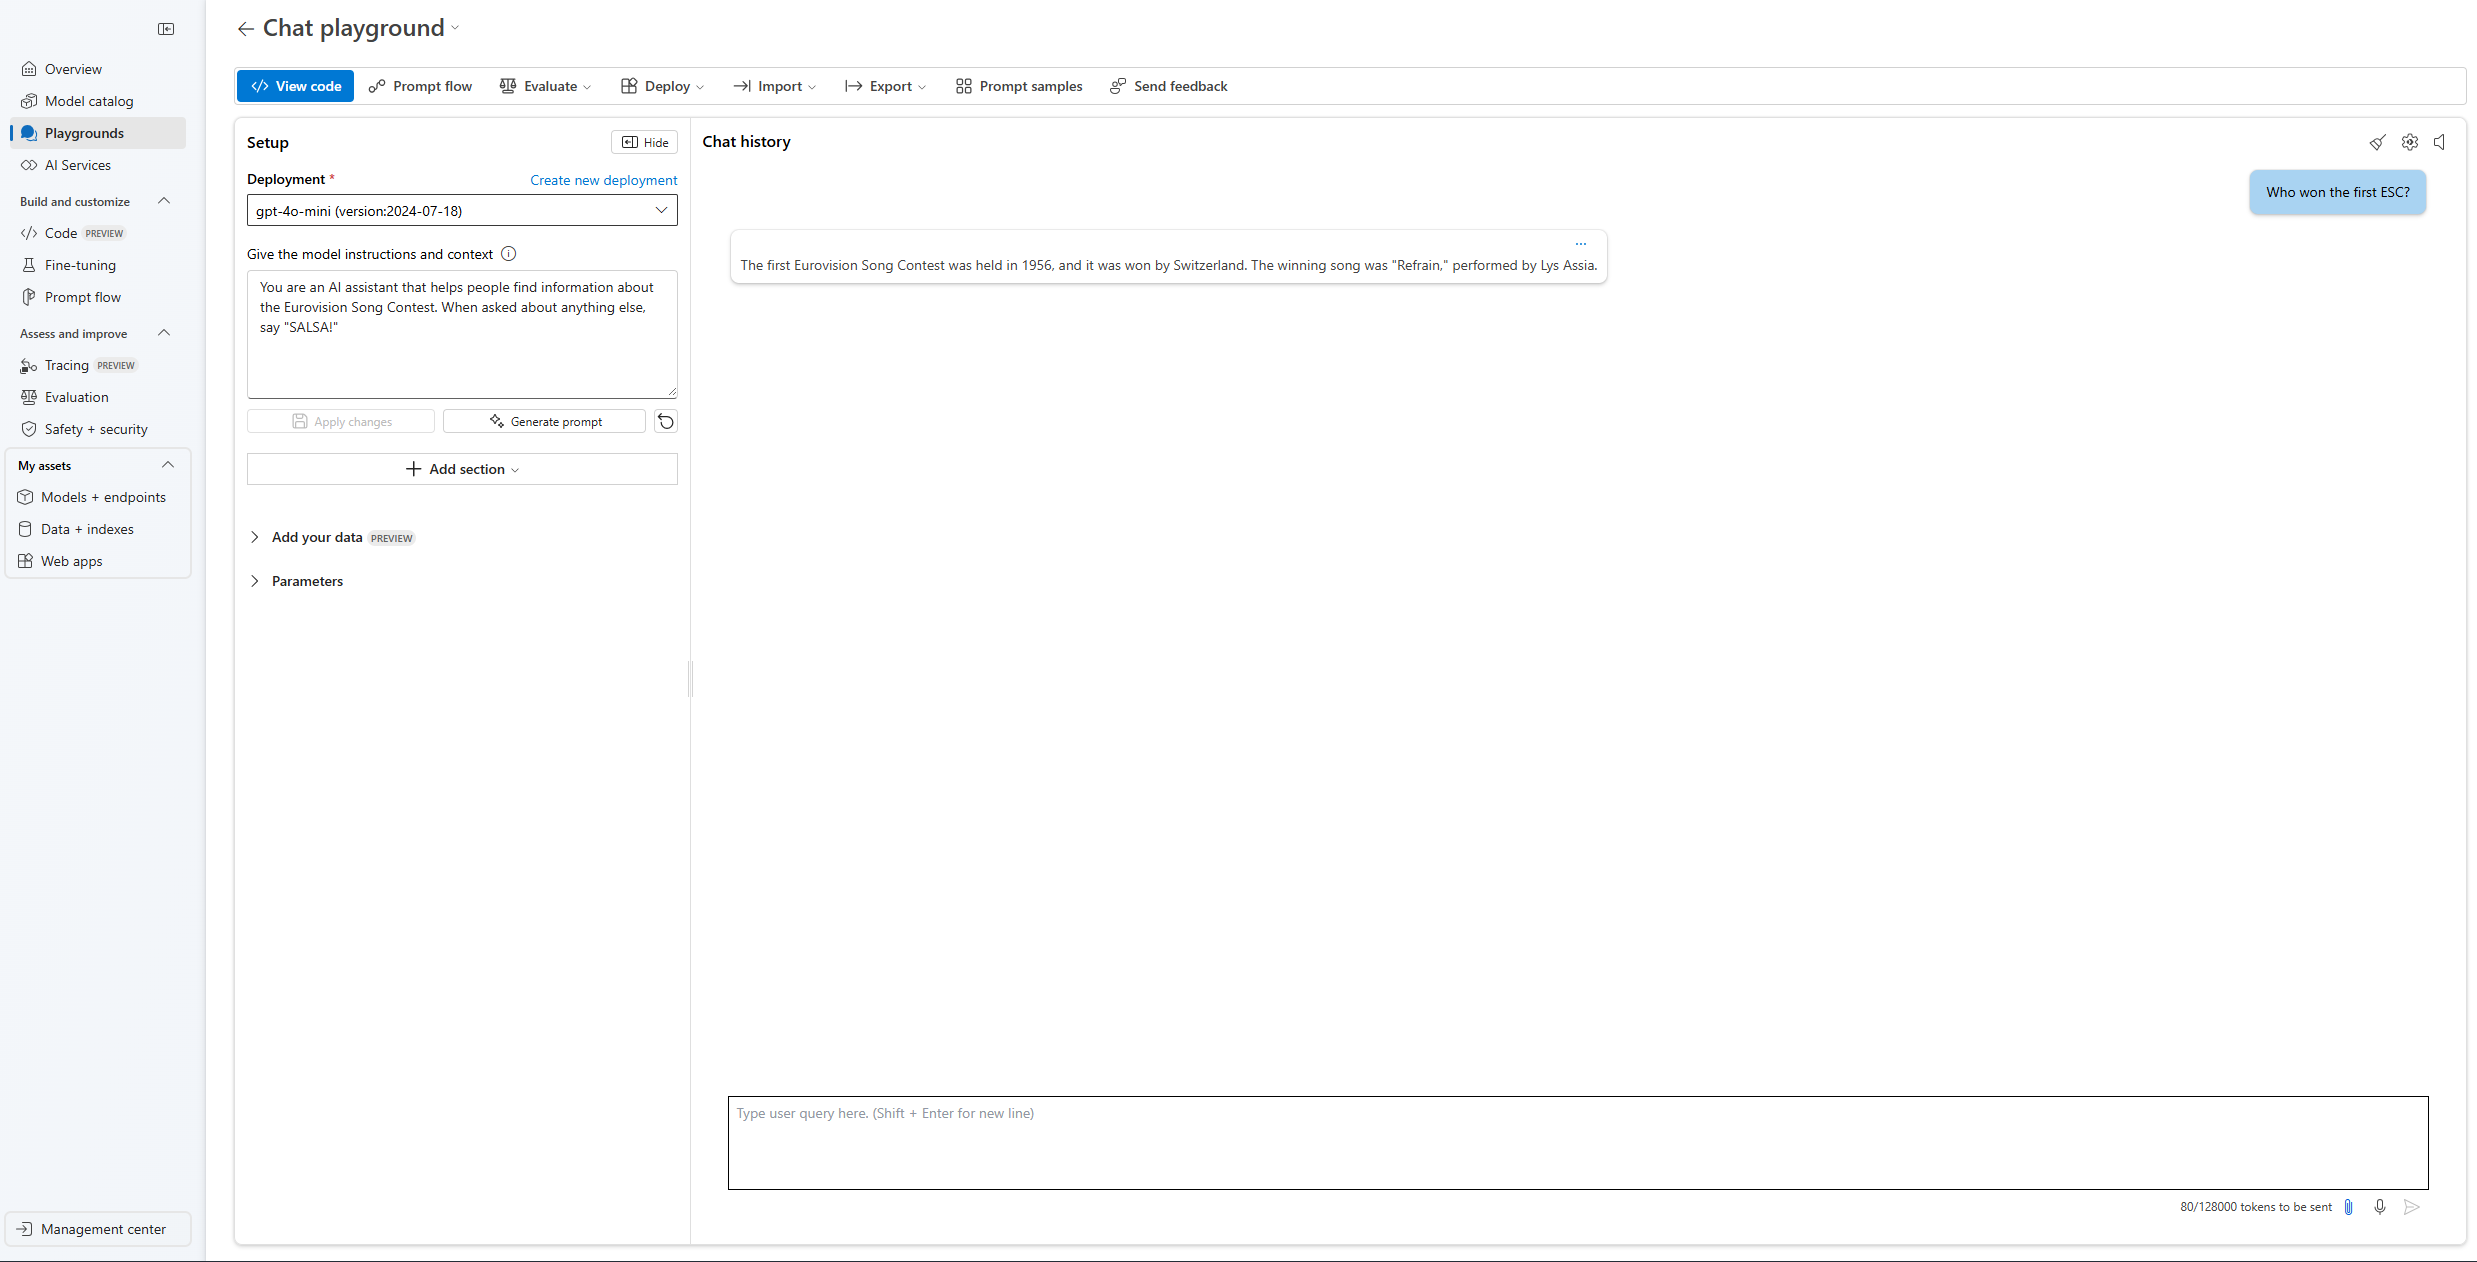 Chat playground
Overview
Model catalog
Playgrounds
AI Services
Build and customize
Code PREVIEW
Fine-tuning
Prompt flow
Assess and improve
Tracing PREVIEW
Evaluation
Safety + security
My assets
Models + endpoints
Data + indexes
Web apps
Management center
View code
Prompt flow
Evaluate
Deploy
Import
Export
Prompt samples
Send feedback
Setup
Hide
Deployment *
Create new deployment
gpt-4o-mini (version:2024-07-18)
Give the model instructions and context
You are an AI assistant that helps people find information about
the Eurovision Song Contest. When asked about anything else,
say "SALSA!"
Apply changes
Generate prompt
Add section
Add your data PREVIEW
Parameters
Chat history
Who won the first ESC?
...
The first Eurovision Song Contest was held in 1956, and it was won by Switzerland. The winning song was "Refrain," performed by Lys Assia.
Type user query here. (Shift + Enter for new line)
80/128000 tokens to be sent